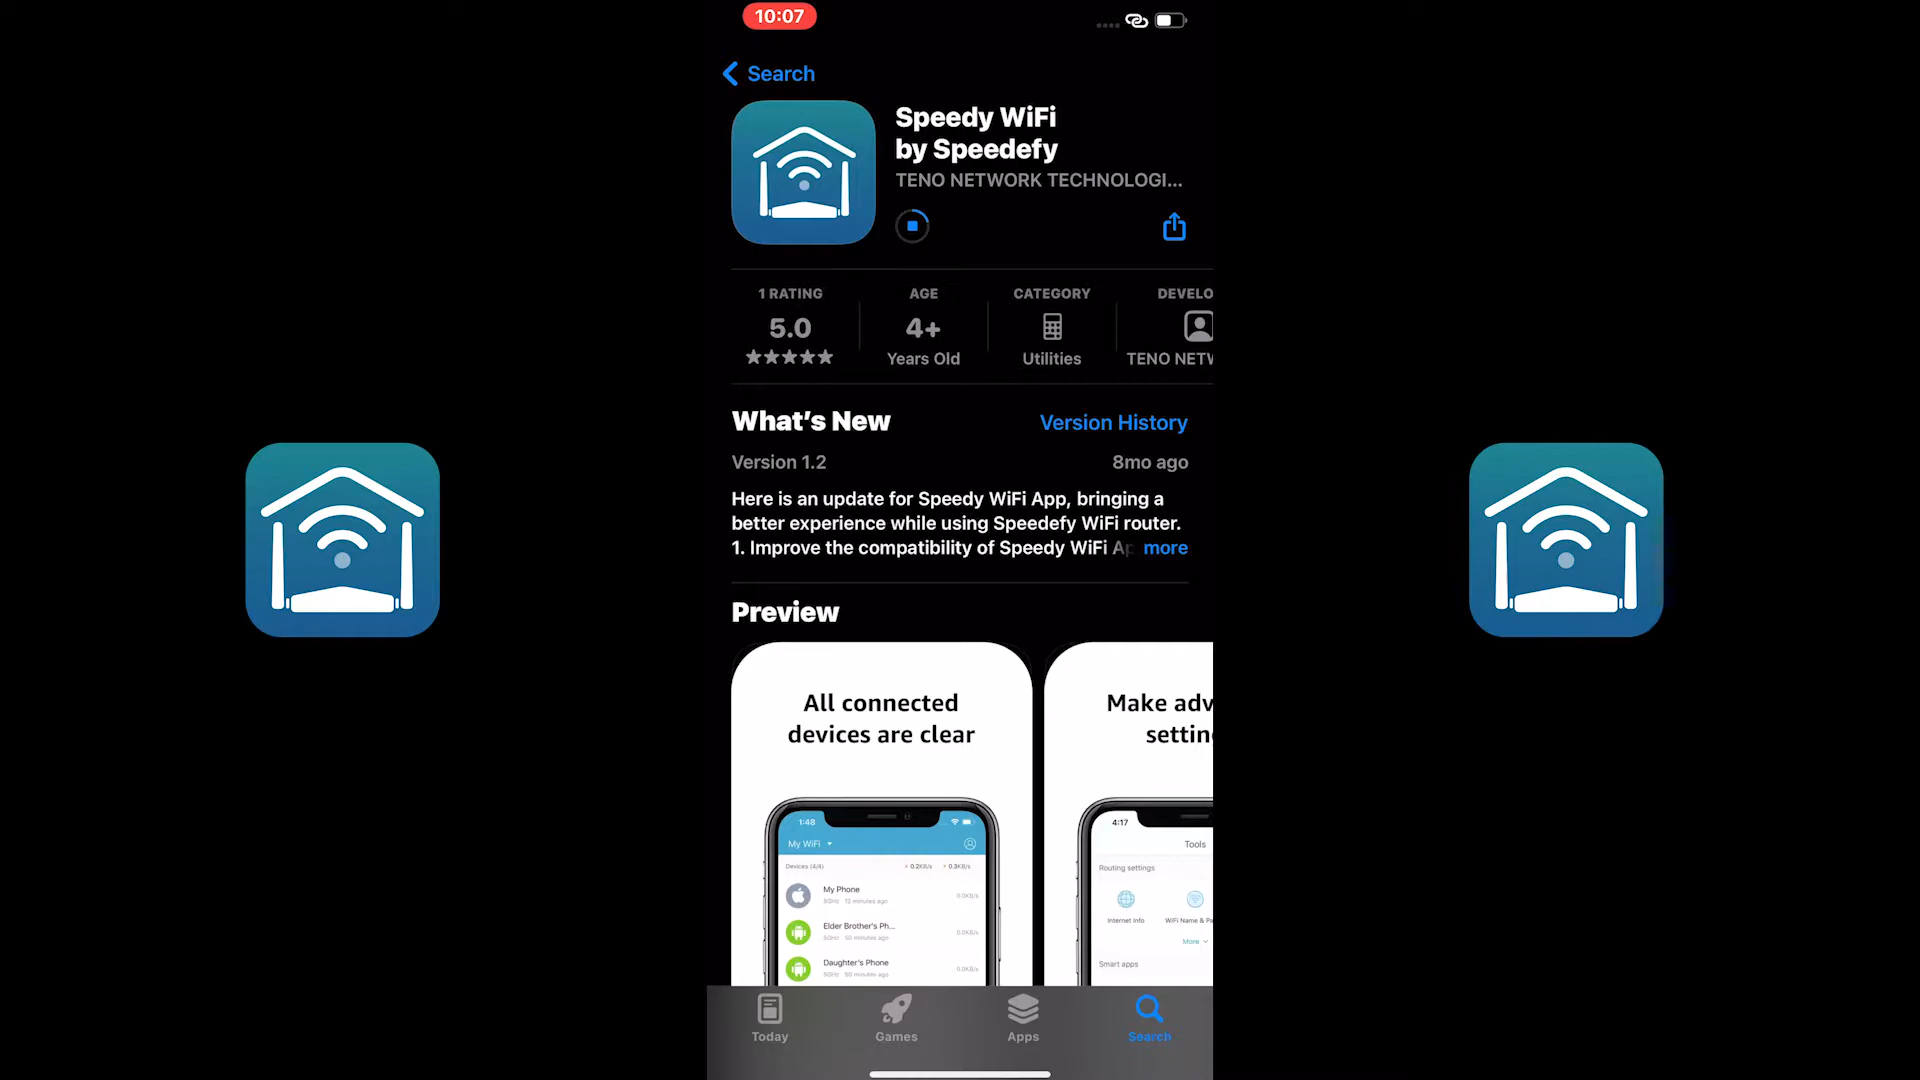 10:07
Search
Speedy WiFi
by Speedefy
TENO NETWORK TECHNOLOGI...
1 RATING
5.0
★★★★★
AGE
4+
Years Old
CATEGORY
Utilities
DEVELO
TENO NETW
What's New
Version History
Version 1.2
8mo ago
Here is an update for Speedy WiFi App, bringing a
better experience while using Speedefy WiFi router.
1. Improve the compatibility of Speedy WiFi Ap more
Preview
All connected
devices are clear
1:48
My WiFi
Devices (4/4)
0.2KB/s
0.3KB/s
My Phone
5GHz 12 minutes ago
0.0KB/s
Elder Brother's Ph...
5GHz 50 minutes ago
0.0KB/s
Daughter's Phone
5GHz 50 minutes ago
0.0KB/s
Make adv
settin
4:17
Tools
Routing settings
Internet Info
WiFi Name & Pa
More
Smart apps
Today
Games
Apps
Search